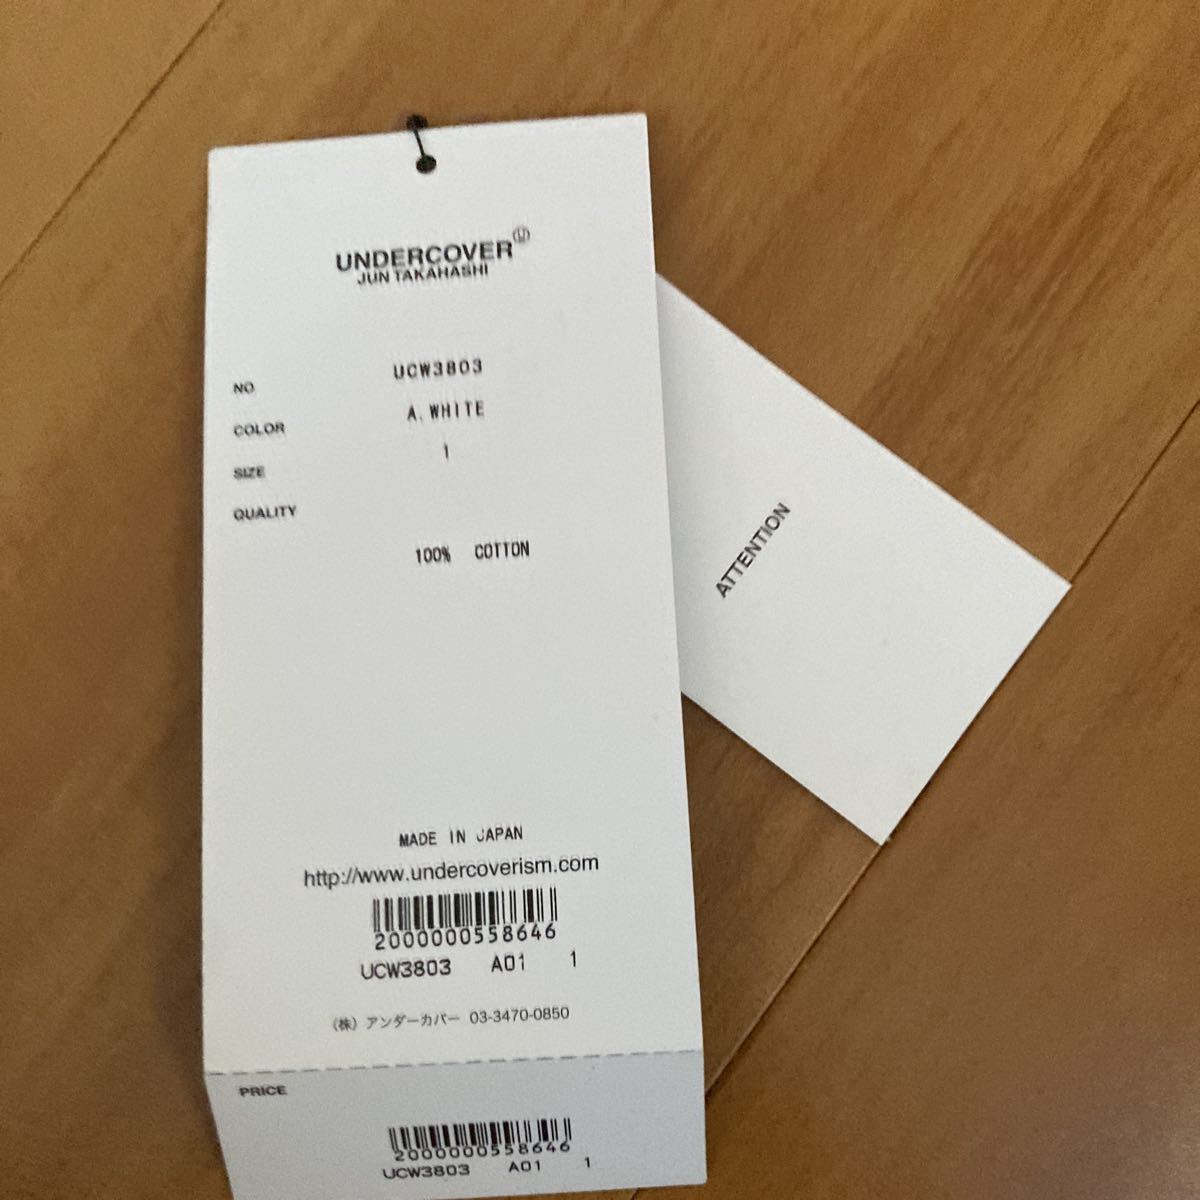 UNDERCOVER Ⓤ
JUN TAKAHASHI
NO UCW3803
COLOR A. WHITE
SIZE 1
QUALITY
100% COTTON
MADE IN JAPAN
http://www.undercoverism.com
2000000558646
UCW3803 A01 1
(株) アンダーカバー 03-3470-0850
PRICE
2000000558646
UCW3803 A01 1
ATTENTION